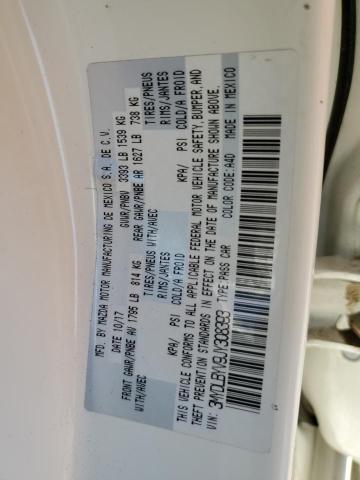 MFD. BY MAZDA MOTOR MANUFACTURING DE MEXICO S.A. DE C.V.
DATE 10/17 GVWR/PNBV 3393 LB 1539 KG
FRONT GAWR/PNBE AV 1795 LB 814 KG REAR GAWR/PNBE AR 1627 LB 738 KG
WITH/AVEC TIRES/PNEUS WITH/AVEC TIRES/PNEUS
RIMS/JANTES RIMS/JANTES
KPA/ PSI COLD/A FROID KPA/ PSI COLD/A FROID
THIS VEHICLE CONFORMS TO ALL APPLICABLE FEDERAL MOTOR VEHICLE SAFETY, BUMPER, AND
THEFT PREVENTION STANDARDS IN EFFECT ON THE DATE OF MANUFACTURE SHOWN ABOVE.
VIN: TYPE:PASS CAR COLOR CODE:A4D MADE IN MEXICO